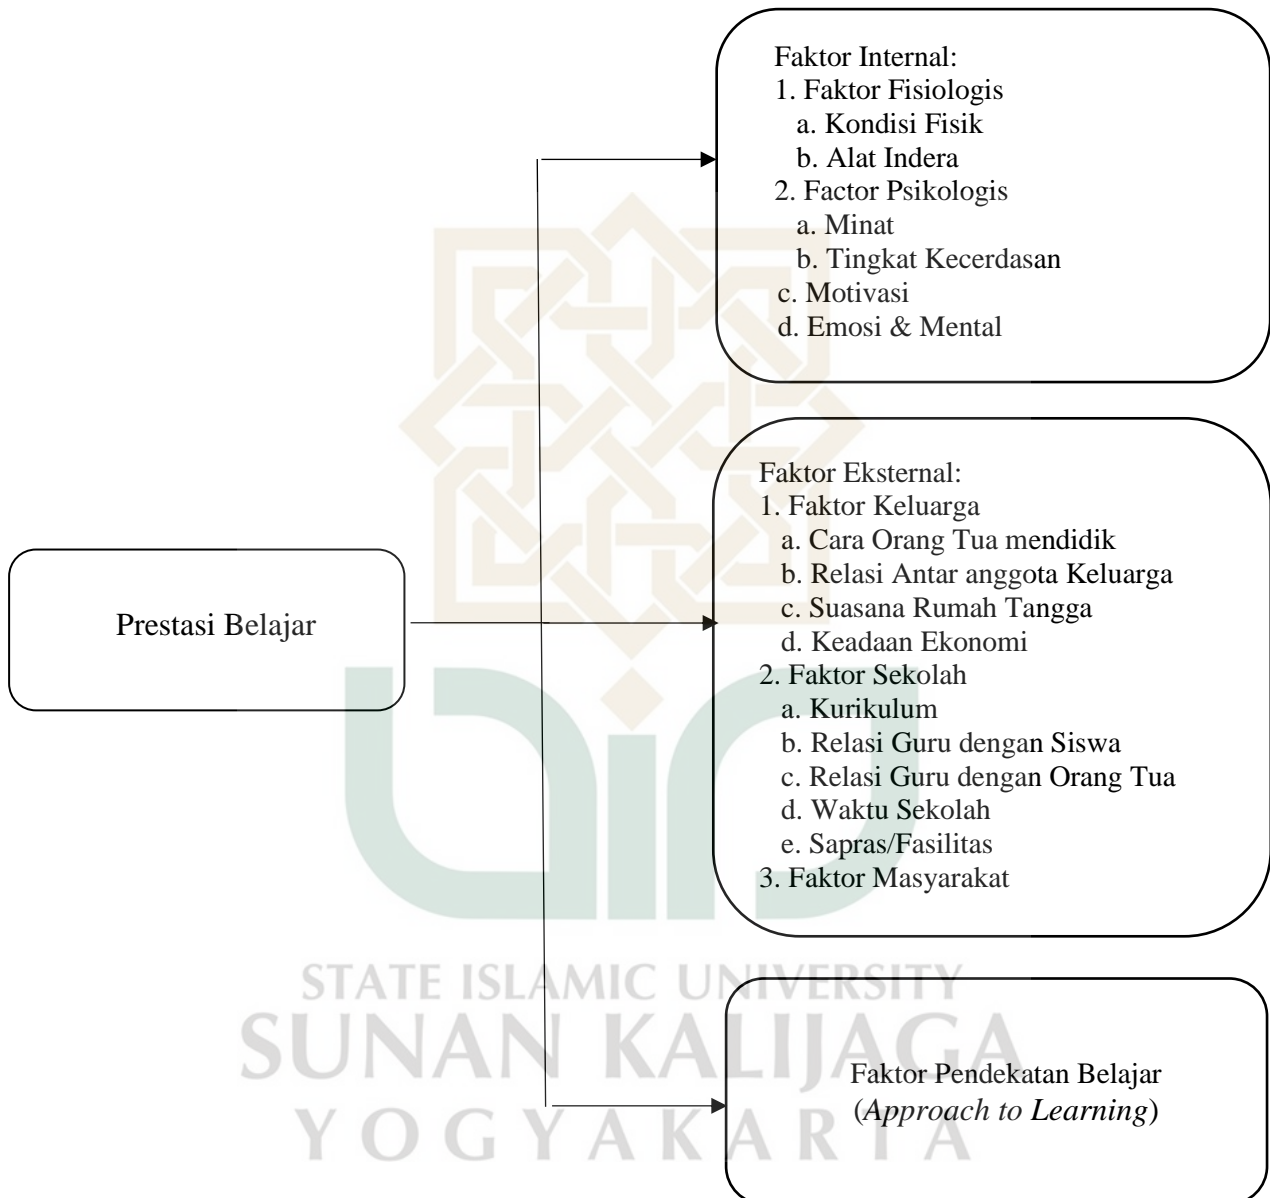 Faktor Internal:
1. Faktor Fisiologis
a. Kondisi Fisik
b. Alat Indera
2. Factor Psikologis
a. Minat
b. Tingkat Kecerdasan
c. Motivasi
d. Emosi & Mental
Faktor Eksternal:
1. Faktor Keluarga
a. Cara Orang Tua mendidik
b. Relasi Antar anggota Keluarga
c. Suasana Rumah Tangga
d. Keadaan Ekonomi
2. Faktor Sekolah
a. Kurikulum
b. Relasi Guru dengan Siswa
c. Relasi Guru dengan Orang Tua
d. Waktu Sekolah
e. Sapras/Fasilitas
3. Faktor Masyarakat
Prestasi Belajar
Faktor Pendekatan Belajar
(Approach to Learning)
STATE ISLAMIC UNIVERSITY
SUNAN KALIJAGA
YOGYAKARTA